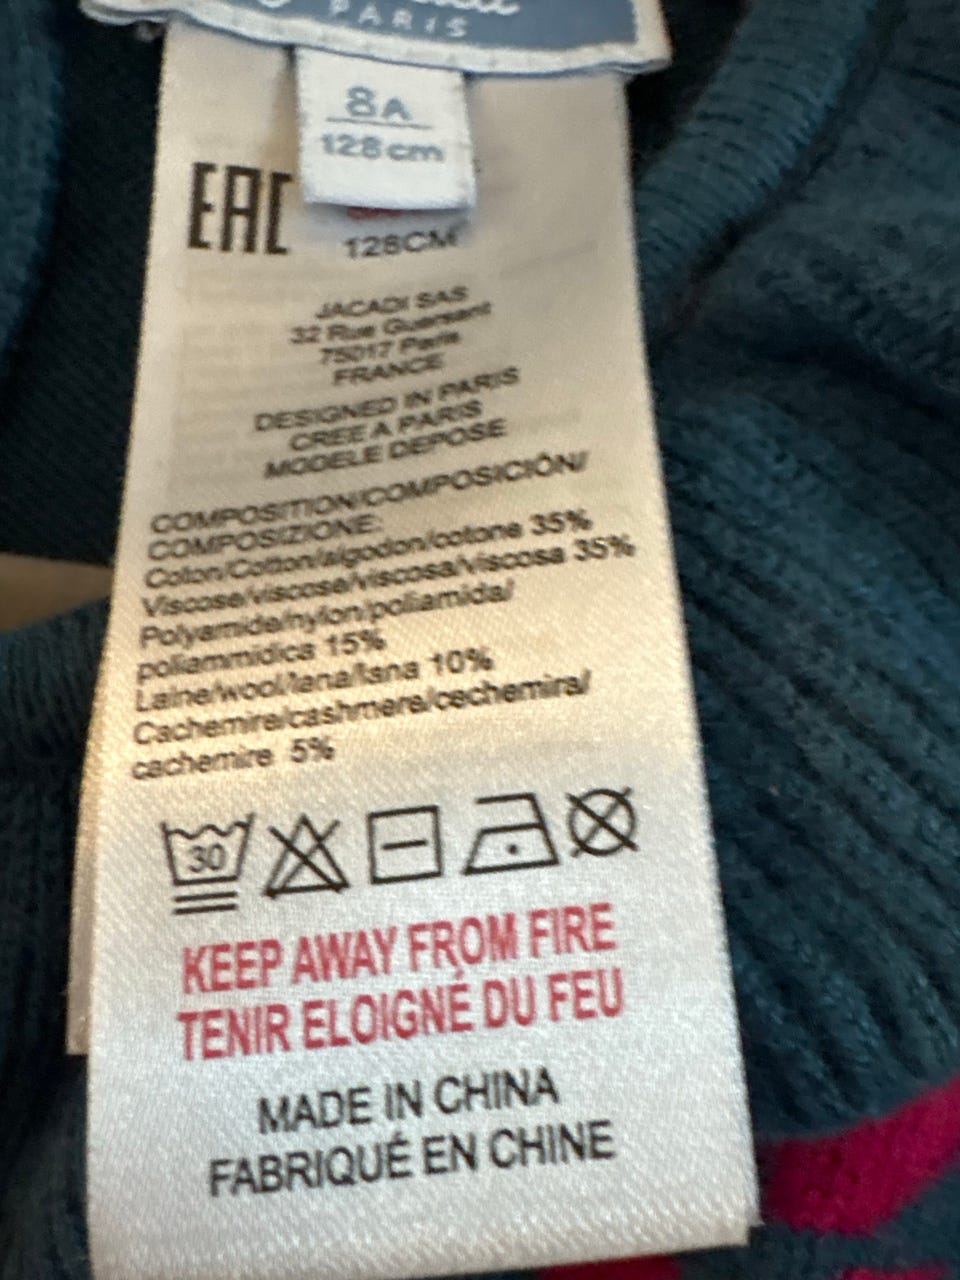 PARIS
8A
128cm
EAC
128CM
JACADI SAS
32 Rue Guersant
75017 Paris
FRANCE
DESIGNED IN PARIS
CREE A PARIS
MODELE DEPOSE
COMPOSITION/COMPOSICIÓN/
COMPOSIZIONE:
Coton/Cotton/algodon/cotone 35%
Viscose/viscose/viscosa/viscosa 35%
Polyamide/nylon/poliamida/
poliammidica 15%
Laine/wool/lana/lana 10%
Cachemire/cashmere/cachemira/
cachemire 5%
30
KEEP AWAY FROM FIRE
TENIR ELOIGNÉ DU FEU
MADE IN CHINA
FABRIQUÉ EN CHINE